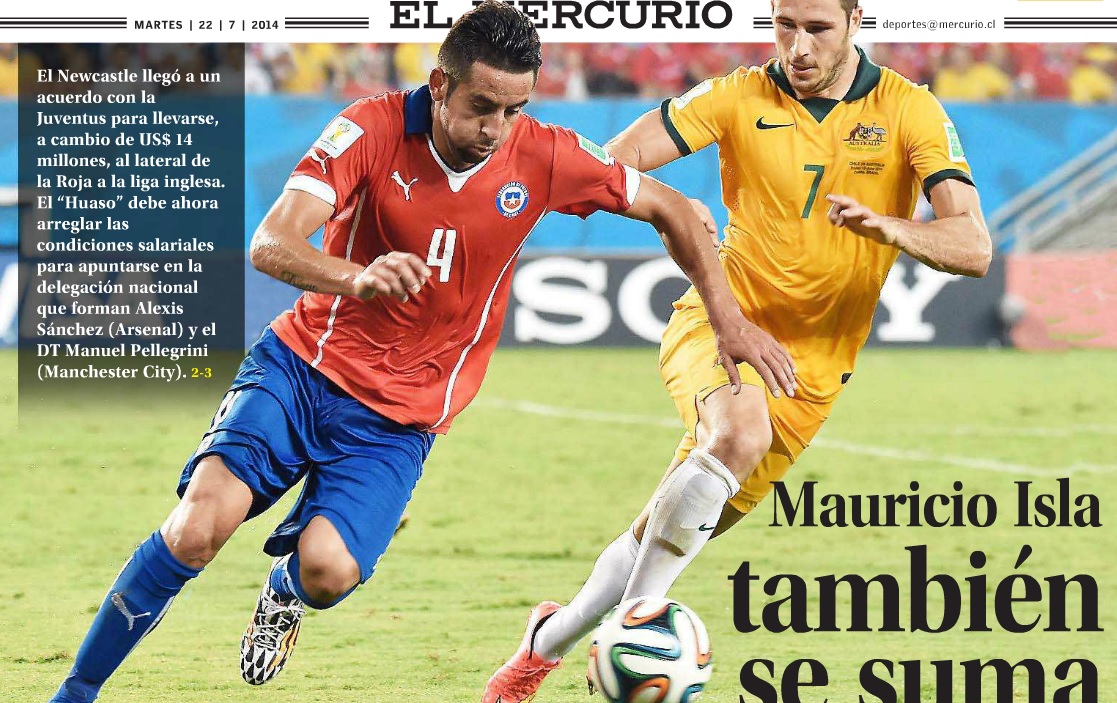 MARTES | 22 | 7 | 2014
EL MERCURIO
deportes@mercurio.cl
El Newcastle llegó a un
acuerdo con la
Juventus para llevarse,
a cambio de US$ 14
millones, al lateral de
la Roja a la liga inglesa.
El “Huaso” debe ahora
arreglar las
condiciones salariales
para apuntarse en la
delegación nacional
que forman Alexis
Sánchez (Arsenal) y el
DT Manuel Pellegrini
(Manchester City). 2-3
4
AUSTRALIA
7
SONY
Mauricio Isla
también
se suma